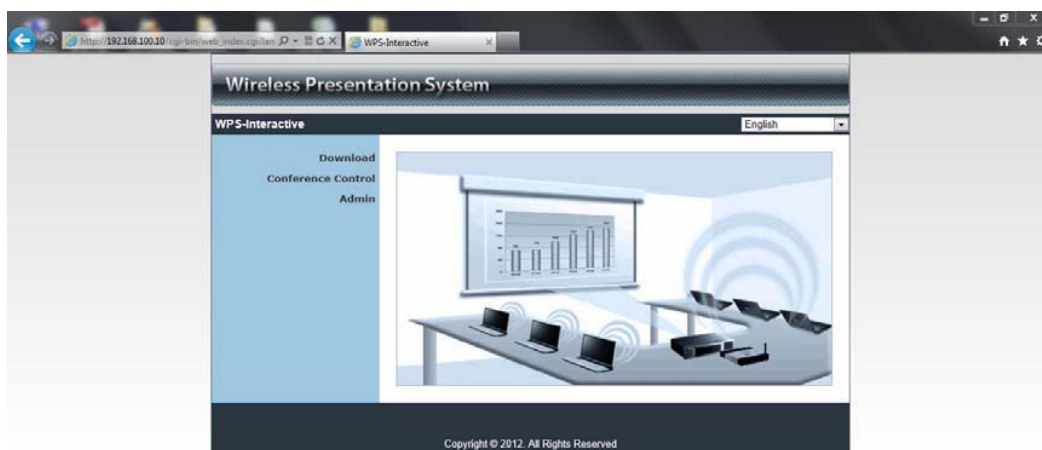 http://192.168.100.10/cgi-bin/web_index.cgi?lan
WPS-Interactive
Wireless Presentation System
WPS-Interactive
English
Download
Conference Control
Admin
Copyright © 2012. All Rights Reserved